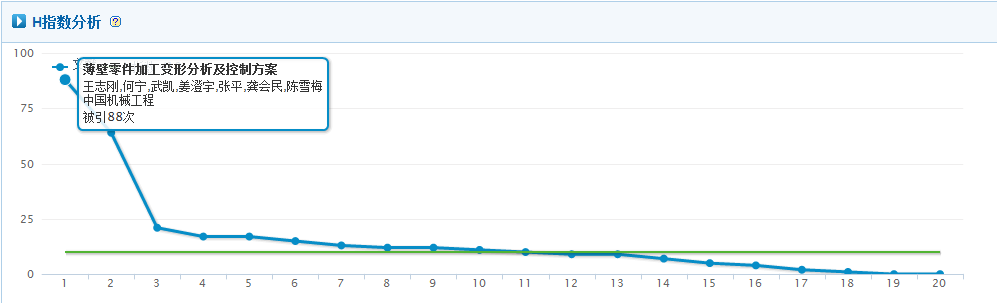 H指数分析
100
薄壁零件加工变形分析及控制方案
王志刚,何宁,武凯,姜澄宇,张平,龚会民,陈雪梅
中国机械工程
被引88次
75
50
25
0
1 2 3 4 5 6 7 8 9 10 11 12 13 14 15 16 17 18 19 20